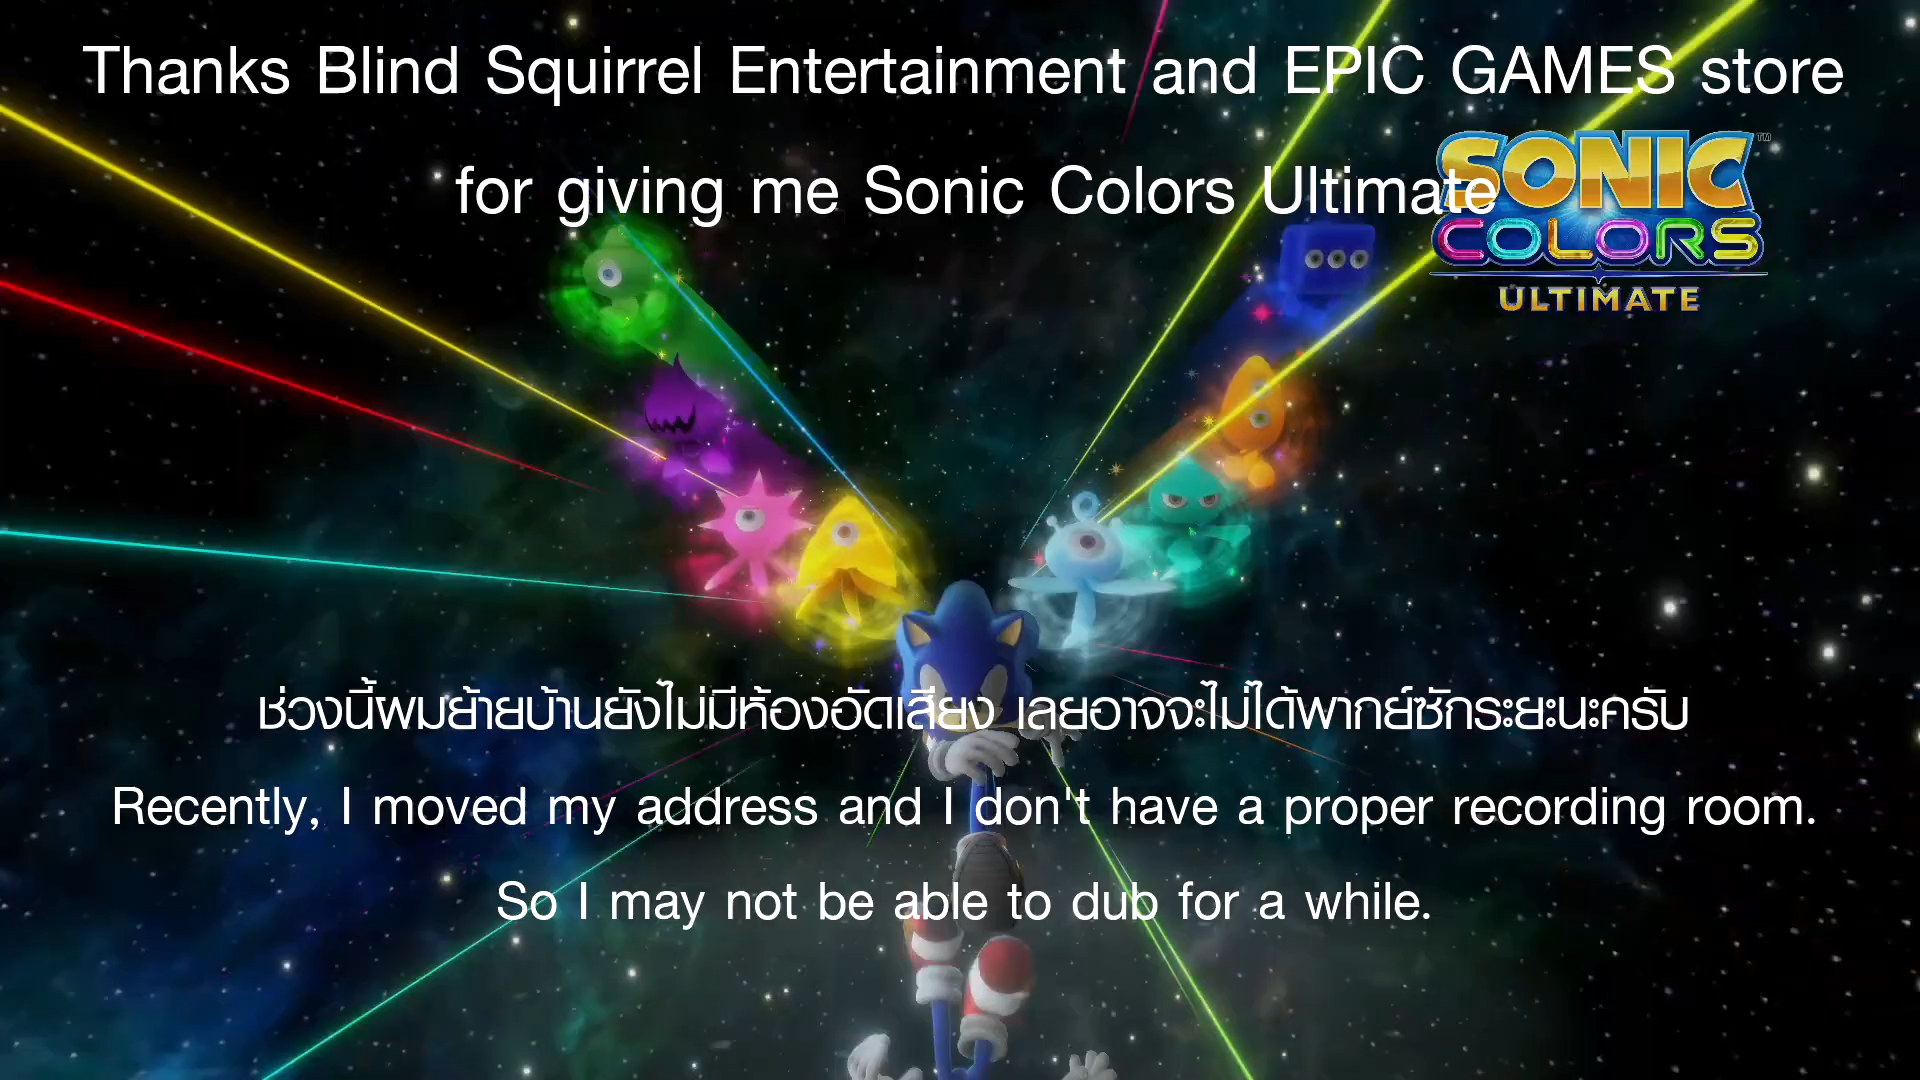 Thanks Blind Squirrel Entertainment and EPIC GAMES store
for giving me Sonic Colors Ultimate
SONIC™
COLORS
ULTIMATE
ช่วงนี้ผมย้ายบ้านยังไม่มีห้องอัดเสียง เลยอาจจะไม่ได้พากย์ซักระยะนะครับ
Recently, I moved my address and I don't have a proper recording room.
So I may not be able to dub for a while.